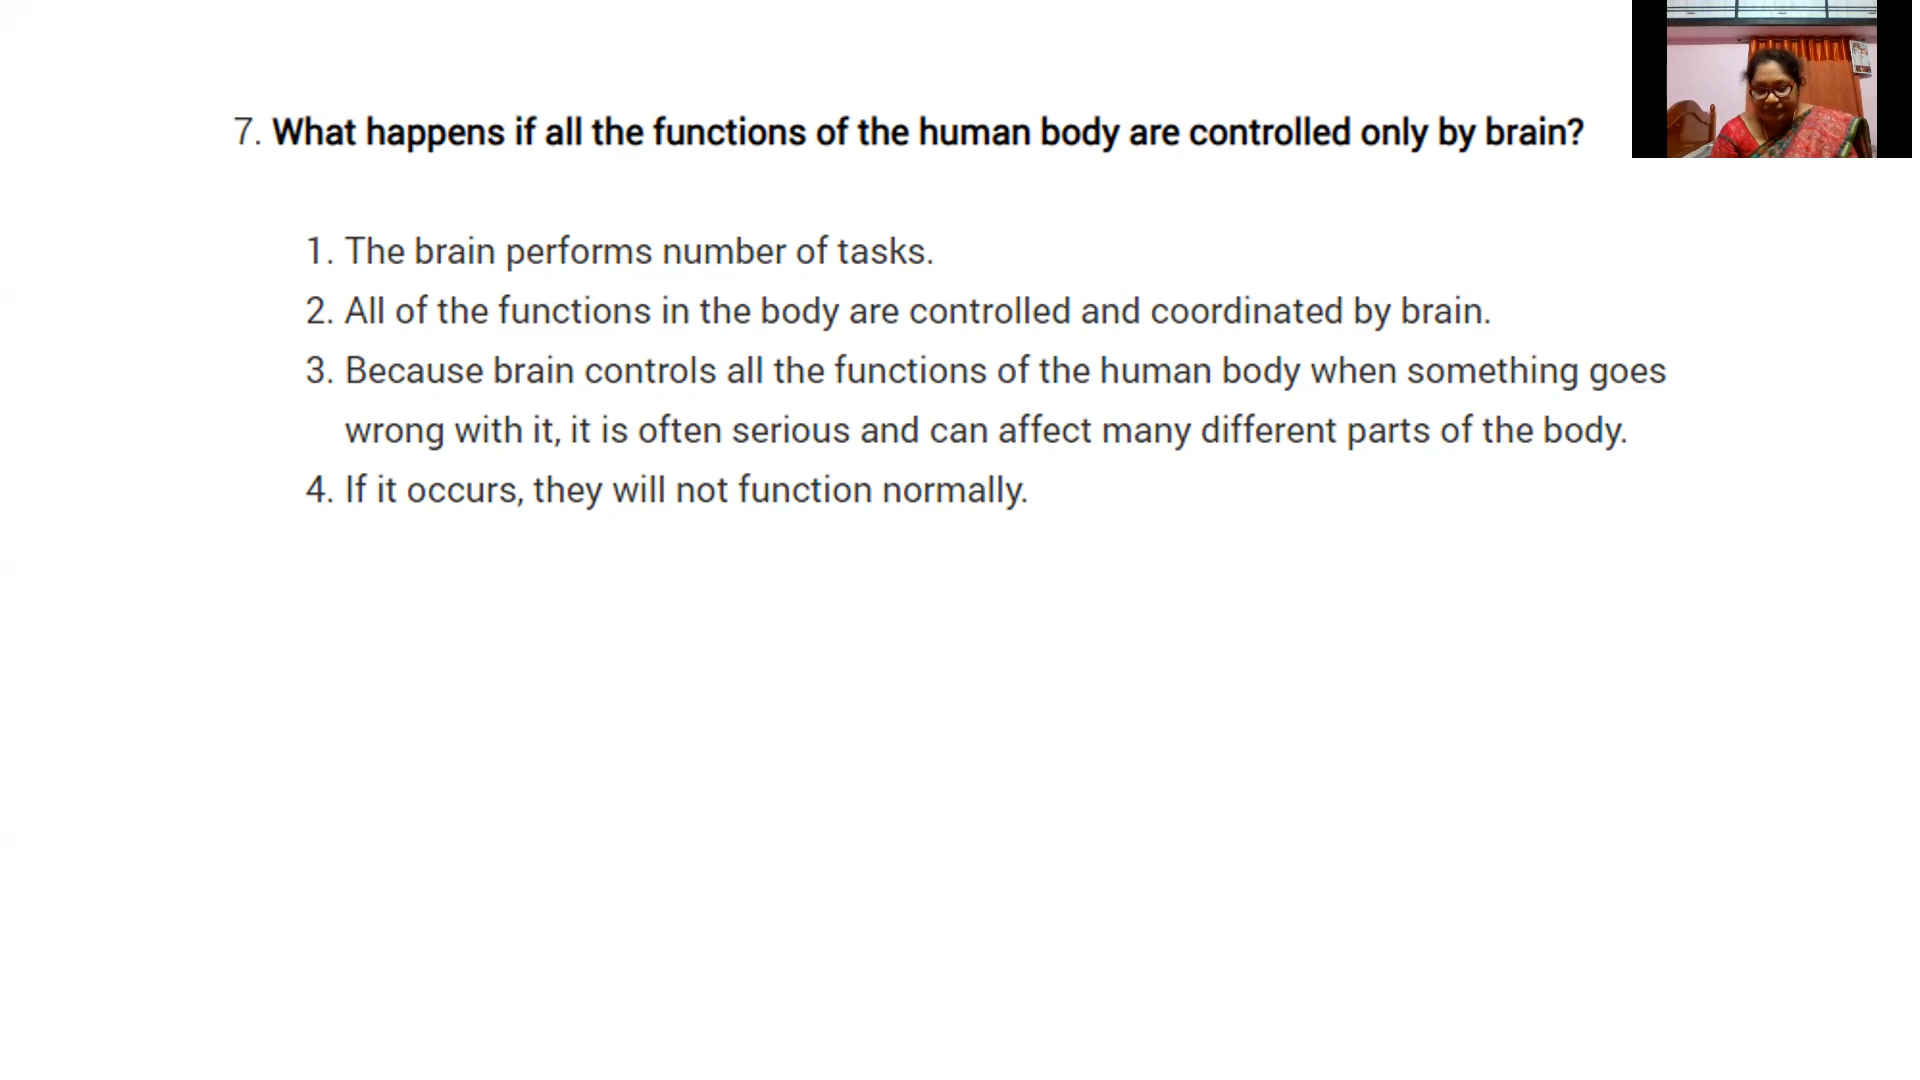 7. What happens if all the functions of the human body are controlled only by brain?
1. The brain performs number of tasks.
2. All of the functions in the body are controlled and coordinated by brain.
3. Because brain controls all the functions of the human body when something goes
wrong with it, it is often serious and can affect many different parts of the body.
4. If it occurs, they will not function normally.